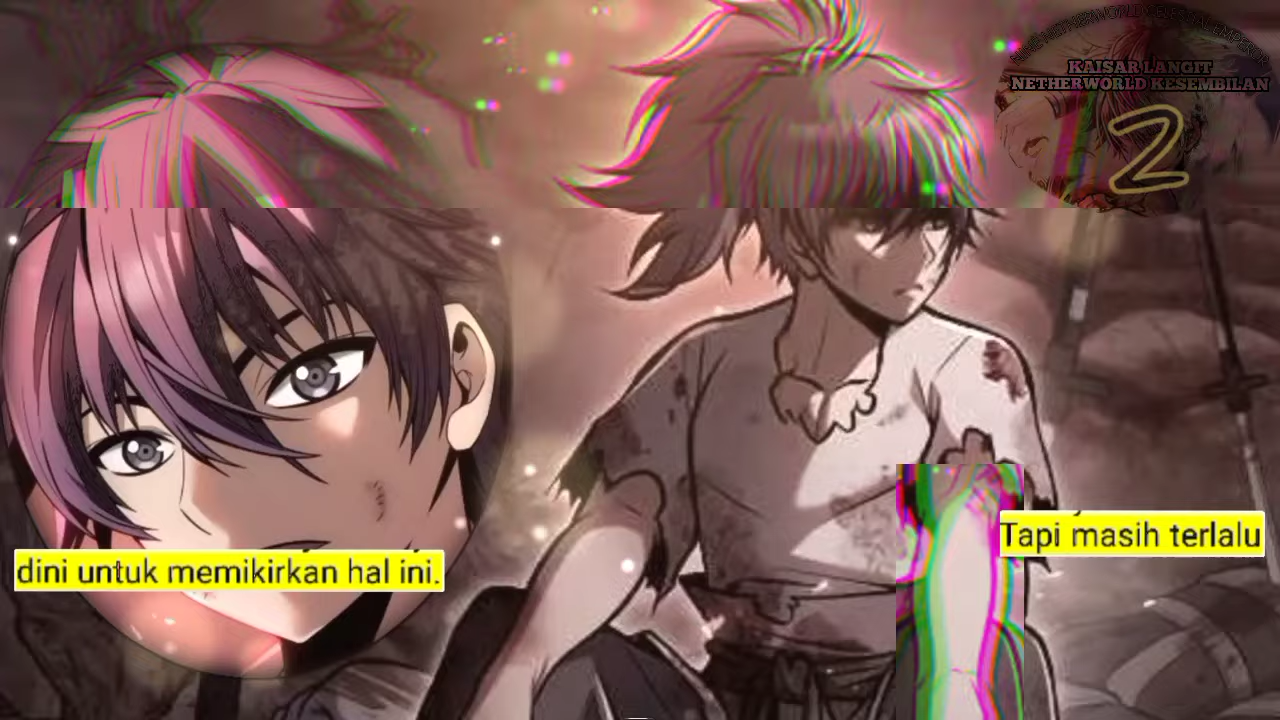 KAISAR LANGIT
NETHERWORLD KESEMBILAN
2
Tapi masih terlalu
dini untuk memikirkan hal ini.